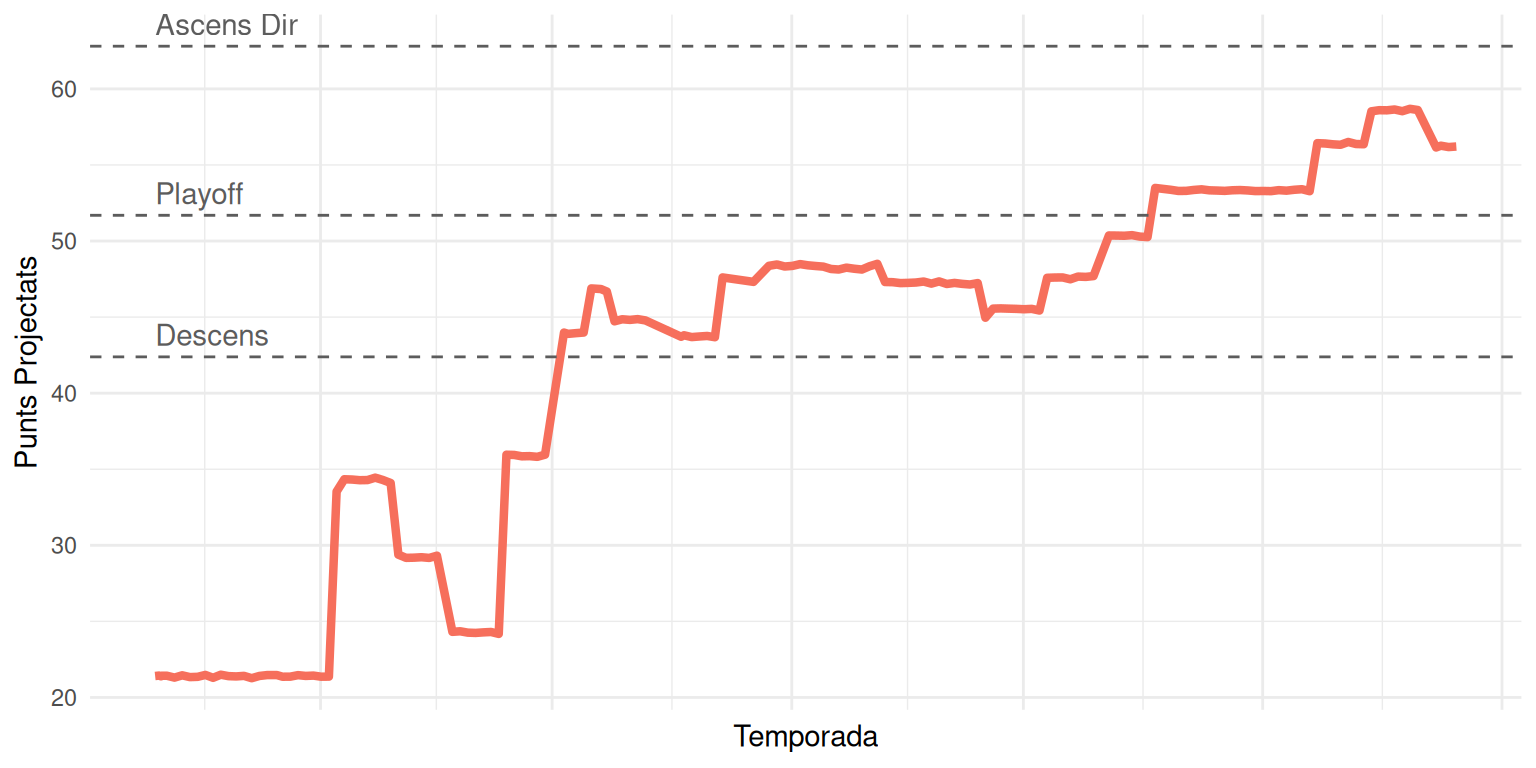 Ascens Dir
60
Playoff
50
Descens
40
30
20
Punts Projectats
Temporada